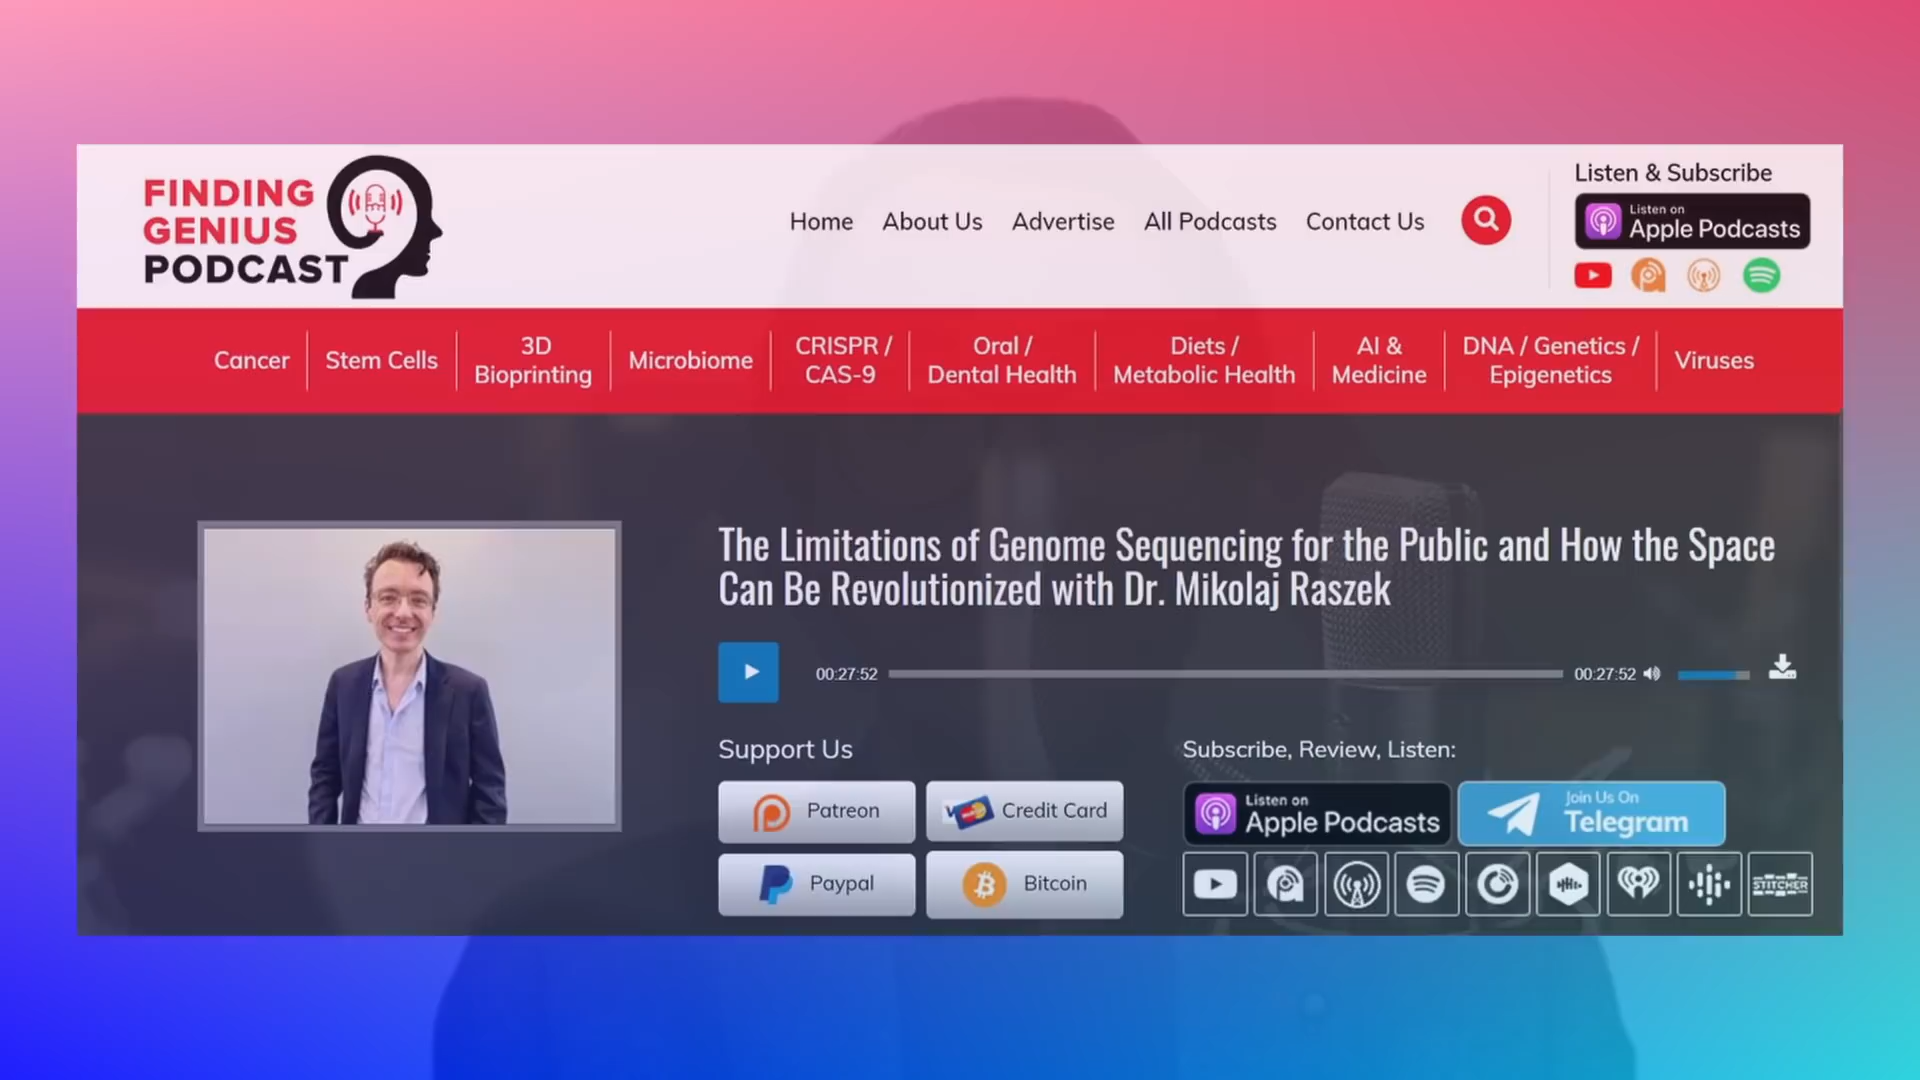 FINDING
GENIUS
PODCAST
Home About Us Advertise All Podcasts Contact Us
Listen & Subscribe
Listen on
Apple Podcasts
Cancer
Stem Cells
3D
Bioprinting
Microbiome
CRISPR /
CAS-9
Oral /
Dental Health
Diets /
Metabolic Health
AI &
Medicine
DNA / Genetics /
Epigenetics
Viruses
The Limitations of Genome Sequencing for the Public and How the Space
Can Be Revolutionized with Dr. Mikolaj Raszek
00:27:52 00:27:52
Support Us
Patreon
Credit Card
Paypal
Bitcoin
Subscribe, Review, Listen:
Listen on
Apple Podcasts
Join Us On
Telegram
STITCHER